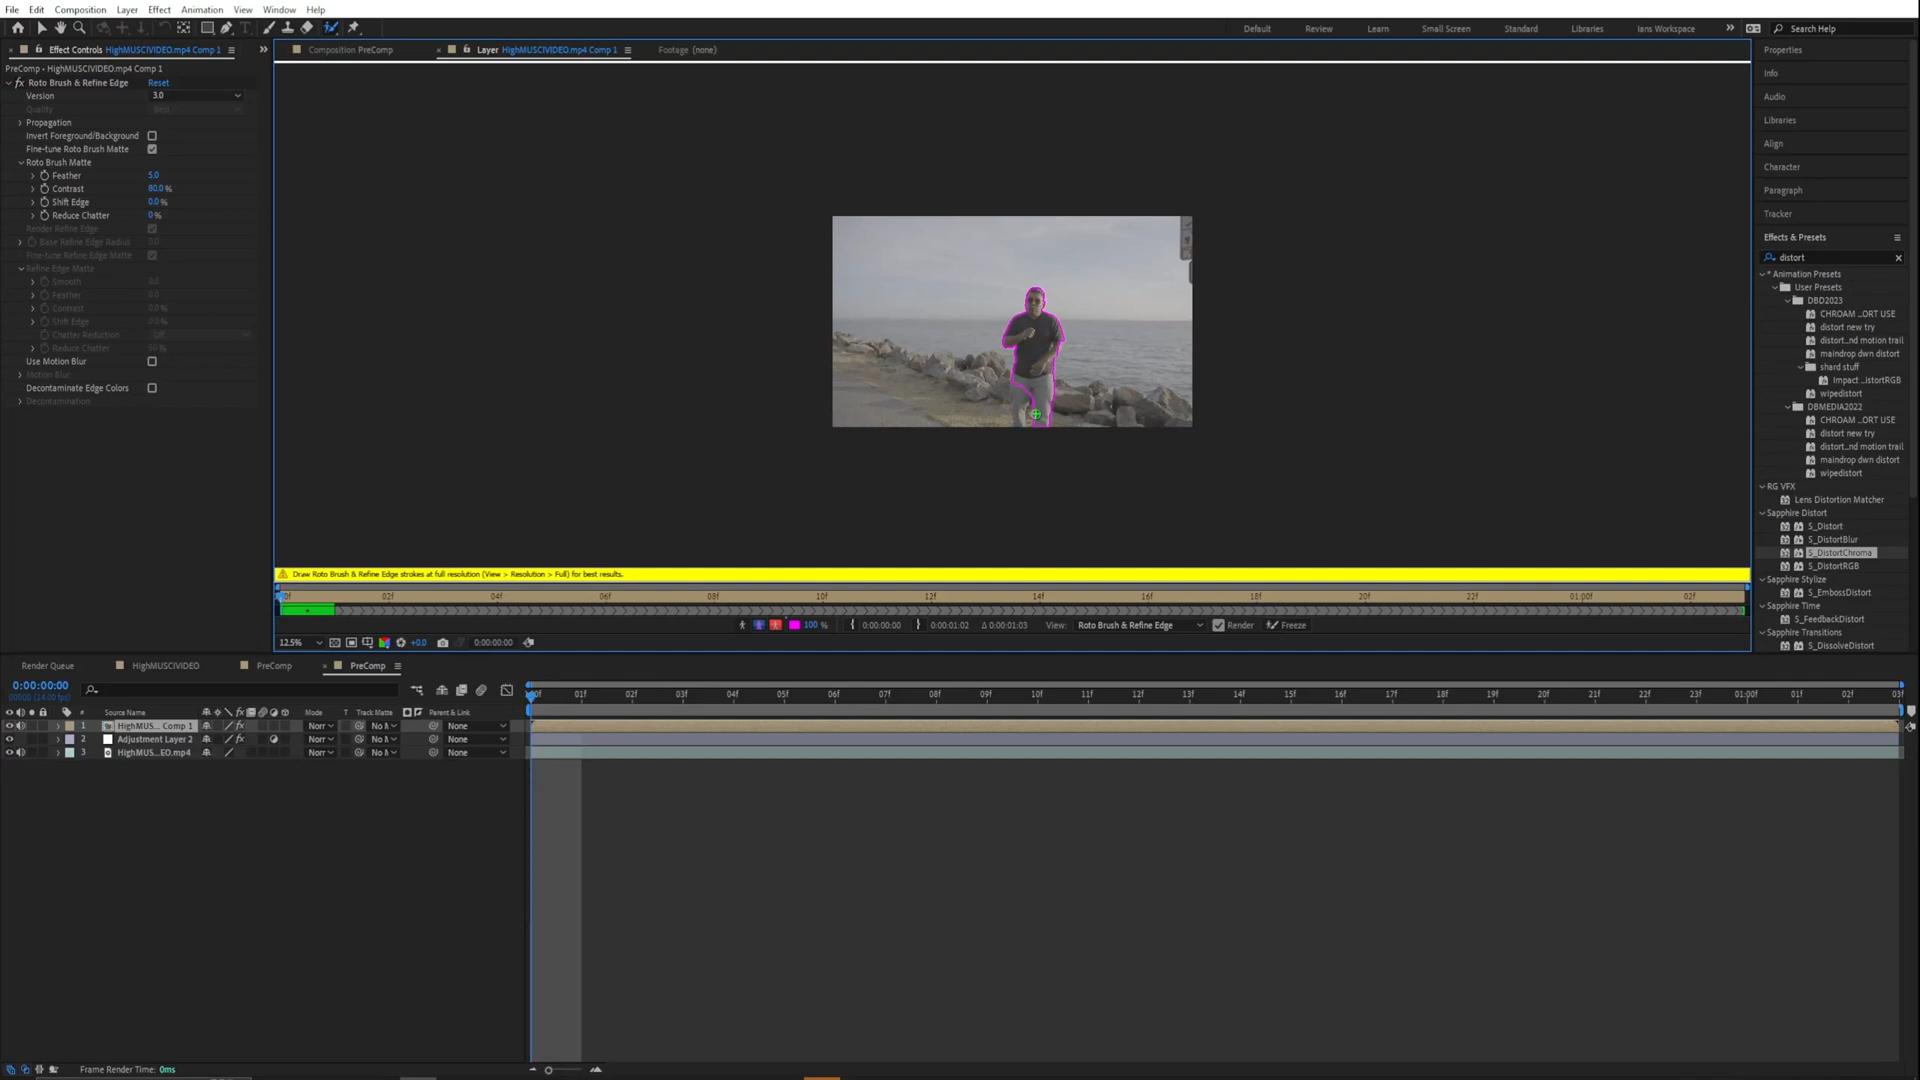 File Edit Composition Layer Effect Animation View Window Help
Default Review Learn Small Screen Standard Libraries Ians Workspace Search Help
Effect Controls HighMUSCIVIDEO.mp4 Comp 1
Composition PreComp
Layer HighMUSCIVIDEO.mp4 Comp 1
Footage (none)
PreComp • HighMUSCIVIDEO.mp4 Comp 1
fx Roto Brush & Refine Edge Reset
Version 3.0
Quality Best
Propagation
Invert Foreground/Background
Fine-tune Roto Brush Matte
Roto Brush Matte
Feather 5.0
Contrast 80.0 %
Shift Edge 0.0 %
Reduce Chatter 0 %
Render Refine Edge
Base Refine Edge Radius 0.0
Fine-tune Refine Edge Matte
Refine Edge Matte
Smooth 0.0
Feather 0.0
Contrast 0.0 %
Shift Edge 0.0 %
Chatter Reduction Off
Reduce Chatter 50 %
Use Motion Blur
Motion Blur
Decontaminate Edge Colors
Decontamination
Draw Roto Brush & Refine Edge strokes at full resolution (View > Resolution > Full) for best results.
02f 04f 06f 08f 10f 12f 14f 16f 18f 20f 22f 01:00f 02f
100 % 0:00:00:00 0:00:01:02 Δ 0:00:01:03 View: Roto Brush & Refine Edge Render Freeze
12.5% +0.0 0:00:00:00
Properties
Info
Audio
Libraries
Align
Character
Paragraph
Tracker
Effects & Presets
distort
* Animation Presets
User Presets
DBD2023
CHROAM ...ORT USE
distort new try
distort...nd motion trail
maindrop dwn distort
shard stuff
Impact ...istortRGB
wipedistort
DBMEDIA2022
CHROAM ...ORT USE
distort new try
distort...nd motion trail
maindrop dwn distort
wipedistort
RG VFX
Lens Distortion Matcher
Sapphire Distort
S_Distort
S_DistortBlur
S_DistortChroma
S_DistortRGB
Sapphire Stylize
S_EmbossDistort
Sapphire Time
S_FeedbackDistort
Sapphire Transitions
S_DissolveDistort
Render Queue HighMUSCIVIDEO PreComp PreComp
0:00:00:00
01f 02f 03f 04f 05f 06f 07f 08f 09f 10f 11f 12f 13f 14f 15f 16f 17f 18f 19f 20f 21f 22f 23f 01:00f 01f 02f 03f
# Source Name fx Mode T Track Matte Parent & Link
1 HighMUS... Comp 1 fx Norr No M None
2 Adjustment Layer 2 fx Norr No M None
3 HighMUS...EO.mp4 Norr No M None
Frame Render Time: 0ms